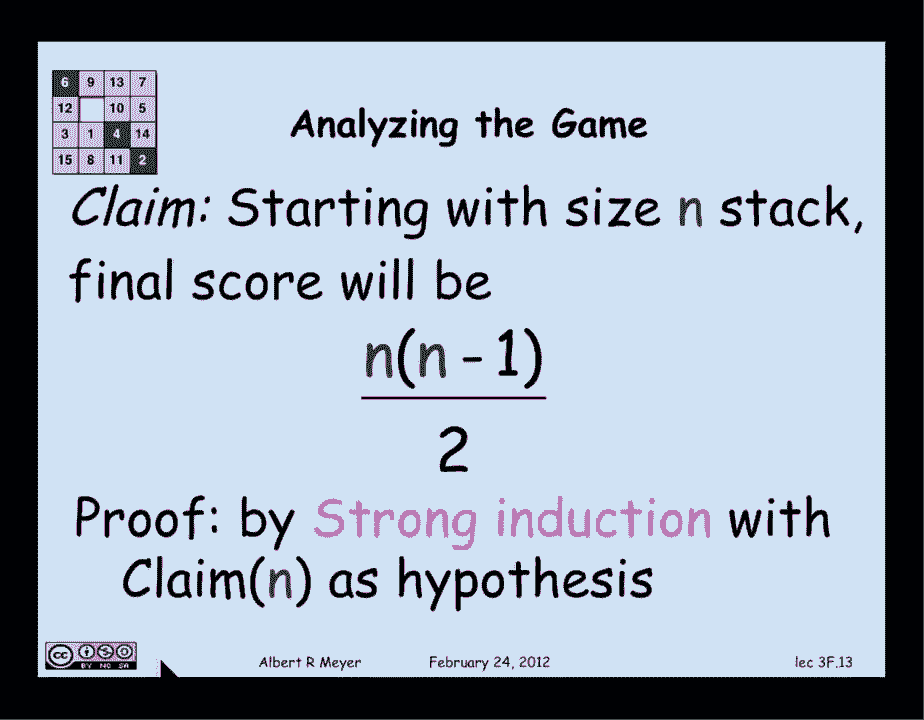 6 9 13 7
12 10 5
3 1 4 14
15 8 11 2
Analyzing the Game
Claim: Starting with size n stack,
final score will be
n(n - 1)
2
Proof: by Strong induction with
Claim(n) as hypothesis
cc BY NC SA
Albert R Meyer February 24, 2012 lec 3F.13